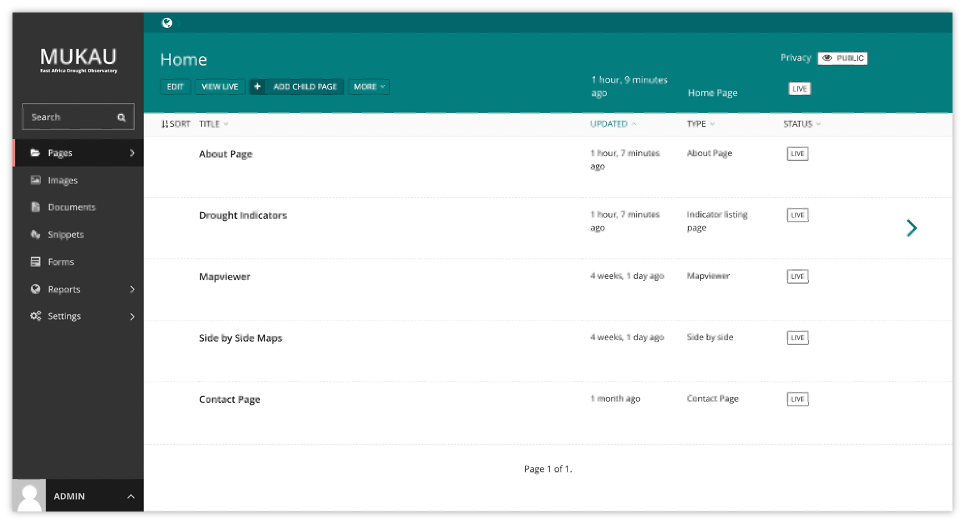 MUKAU
East Africa Drought Observatory
Search
Pages
Images
Documents
Snippets
Forms
Reports
Settings
ADMIN
Home
Privacy PUBLIC
EDIT VIEW LIVE ADD CHILD PAGE MORE
1 hour, 9 minutes
ago
Home Page
LIVE
SORT TITLE UPDATED TYPE STATUS
About Page 1 hour, 7 minutes About Page LIVE
ago
Drought Indicators 1 hour, 7 minutes Indicator listing LIVE
ago page
Mapviewer 4 weeks, 1 day ago Mapviewer LIVE
Side by Side Maps 4 weeks, 1 day ago Side by side LIVE
Contact Page 1 month ago Contact Page LIVE
Page 1 of 1.